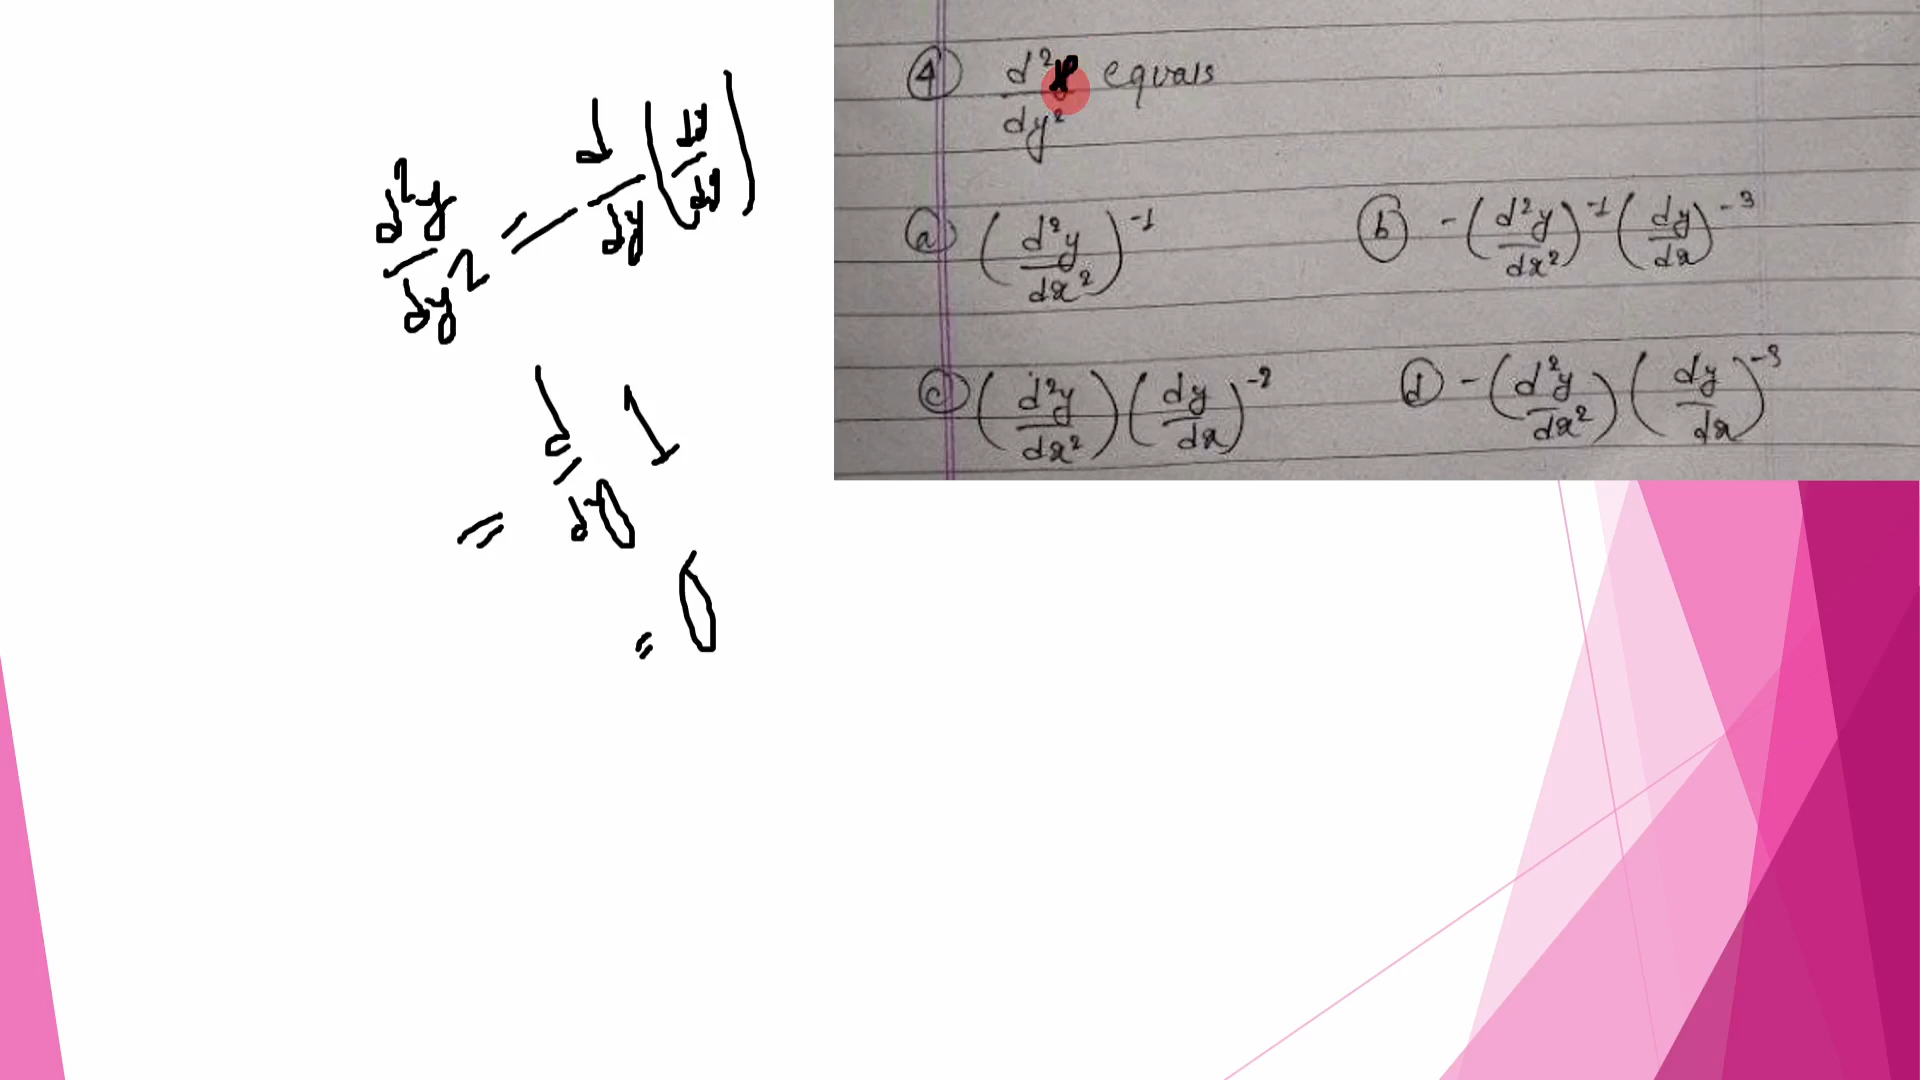 d²y/dy² = d/dy (dy/dy)
= d/dy 1
= 0
④ d²/dy² equals
ⓐ (d²y/dx²)⁻¹ ⓑ -(d²y/dx²)⁻¹ (dy/dx)⁻³
ⓒ (d²y/dx²) (dy/dx)⁻² ⓓ -(d²y/dx²) (dy/dx)⁻³